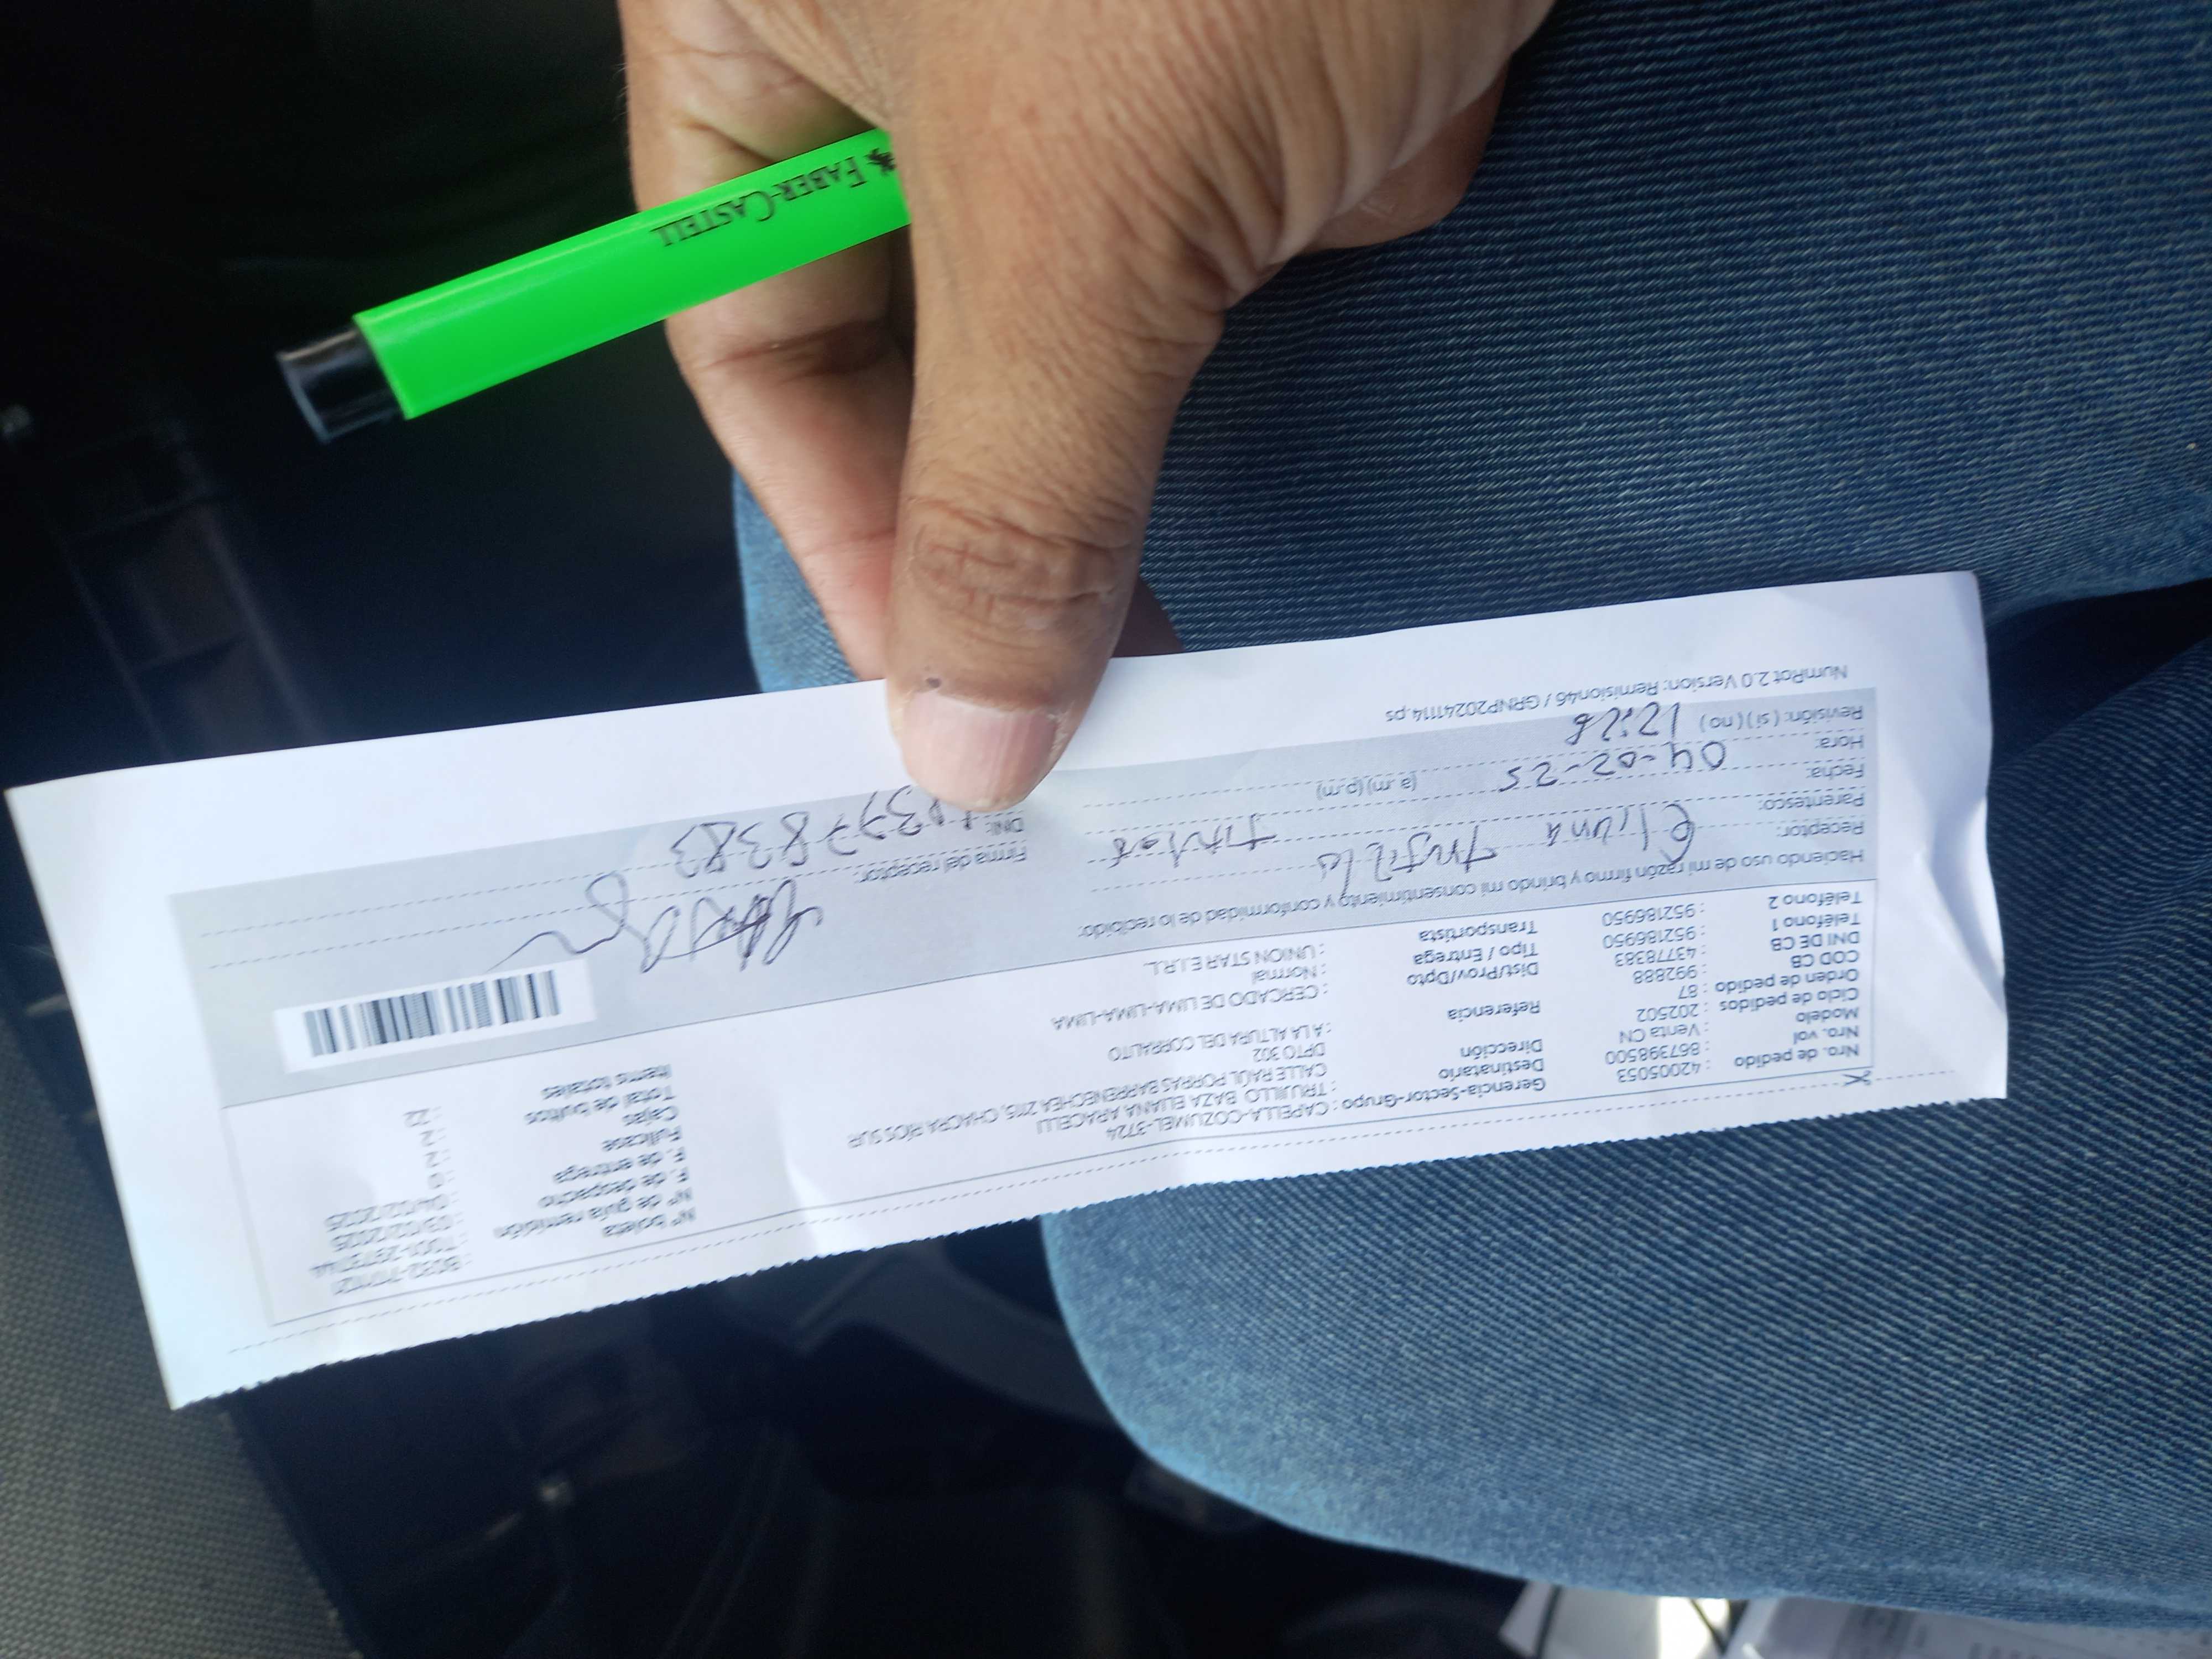 FABER-CASTELL
Nro. de pedido : 42005053
Nro. vol : 867398500
Modelo : Venta CN
Ciclo de pedidos : 202502
Orden de pedido : 87
COD CB : 992888
DNI DE CB : 43778383
Teléfono 1 : 952186950
Teléfono 2 : 952186950
Gerencia-Sector-Grupo : CAPELLA-COZUMEL-3724
Destinatario : TRUJILLO BAZA ELIANA ARACELLI
Dirección : CALLE RAÚL PORRAS BARRENECHEA 2115, CHACRA RÍOS SUR
DPTO 302
Referencia : A LA ALTURA DEL CORRALITO
Dist/Prov/Dpto : CERCADO DE LIMA-LIMA-LIMA
Tipo / Entrega : Normal
Transportista : UNION STAR E.I.R.L.
N° boleta
N° de guía remisión
F. de despacho : 03/02/2025
F. de entrega : 04/02/2025
Fullcase : 0
Cajas : 2
Total de bultos : 2
Items totales : 22
Haciendo uso de mi razón firmo y brindo mi consentimiento y conformidad de lo recibido:
Receptor: Eliana
Parentesco:
Fecha: 04-02-25
Hora: 12:28 (a.m) (p.m)
Revisión: (si) (no)
Firma del receptor:
DNI: 43778383
NumRot 2.0 Version: Remision46 / GRNP20241114.ps